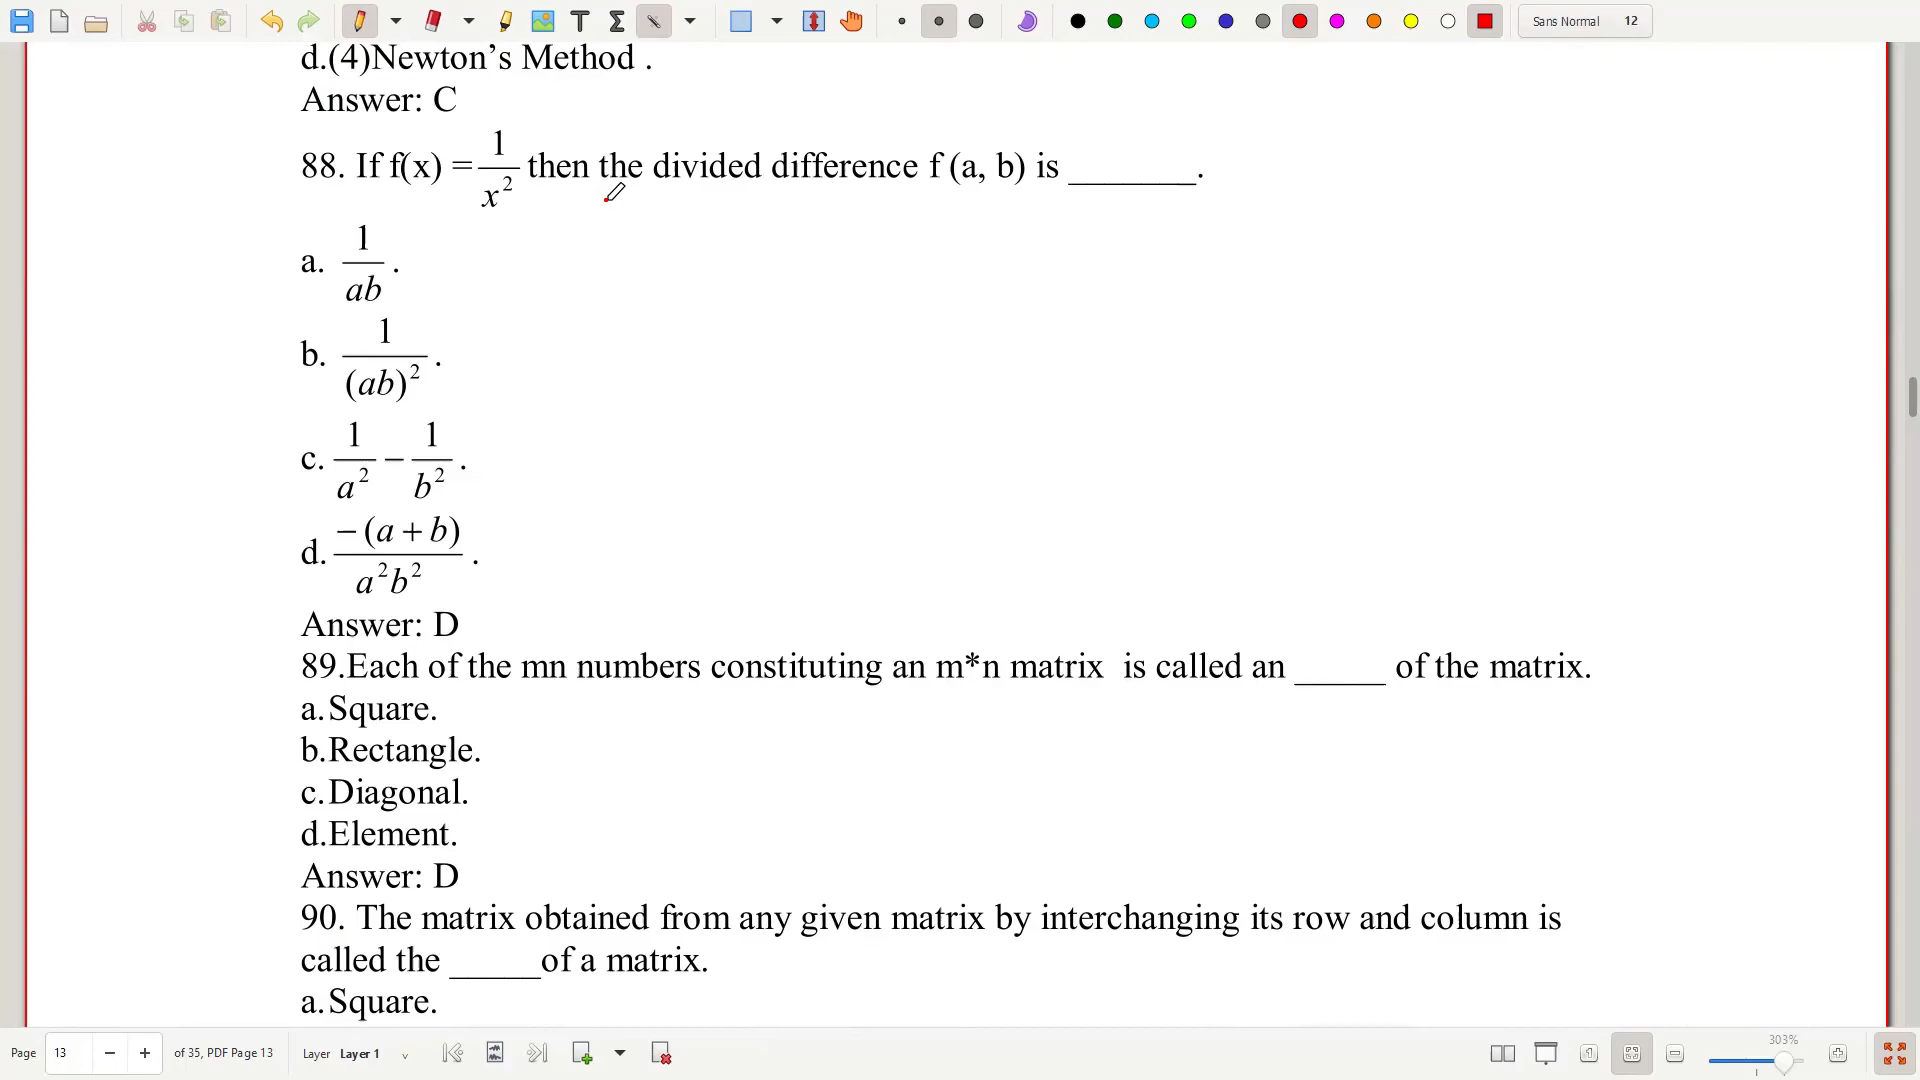 Sans Normal 12
d.(4)Newton’s Method .
Answer: C
88. If f(x) = 1/x² then the divided difference f (a, b) is _______.
a. 1/ab .
b. 1/(ab)² .
c. 1/a² − 1/b² .
d. −(a + b)/a²b² .
Answer: D
89.Each of the mn numbers constituting an m*n matrix  is called an _____ of the matrix.
a.Square.
b.Rectangle.
c.Diagonal.
d.Element.
Answer: D
90. The matrix obtained from any given matrix by interchanging its row and column is
called the _____of a matrix.
a.Square.
Page 13 of 35, PDF Page 13 Layer Layer 1
303%